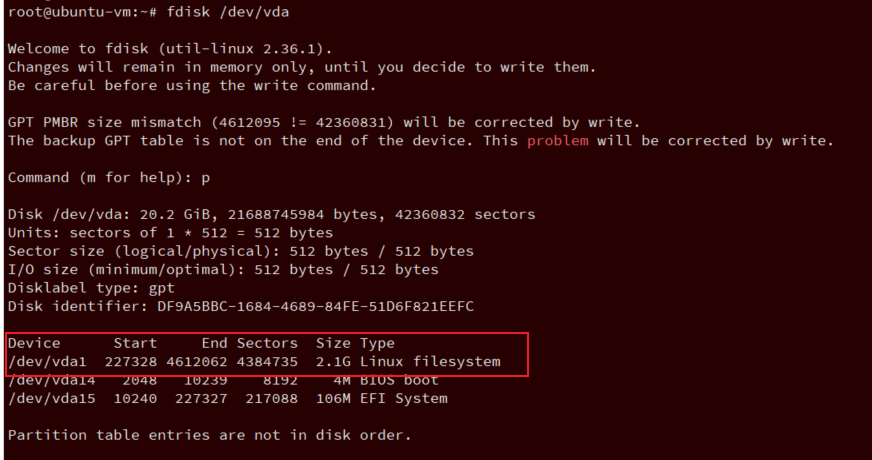 root@ubuntu-vm:~# fdisk /dev/vda
Welcome to fdisk (util-linux 2.36.1).
Changes will remain in memory only, until you decide to write them.
Be careful before using the write command.
GPT PMBR size mismatch (4612095 != 42360831) will be corrected by write.
The backup GPT table is not on the end of the device. This problem will be corrected by write.
Command (m for help): p
Disk /dev/vda: 20.2 GiB, 21688745984 bytes, 42360832 sectors
Units: sectors of 1 * 512 = 512 bytes
Sector size (logical/physical): 512 bytes / 512 bytes
I/O size (minimum/optimal): 512 bytes / 512 bytes
Disklabel type: gpt
Disk identifier: DF9A5BBC-1684-4689-84FE-51D6F821EEFC
Device Start End Sectors Size Type
/dev/vda1 227328 4612062 4384735 2.1G Linux filesystem
/dev/vda14 2048 10239 8192 4M BIOS boot
/dev/vda15 10240 227327 217088 106M EFI System
Partition table entries are not in disk order.